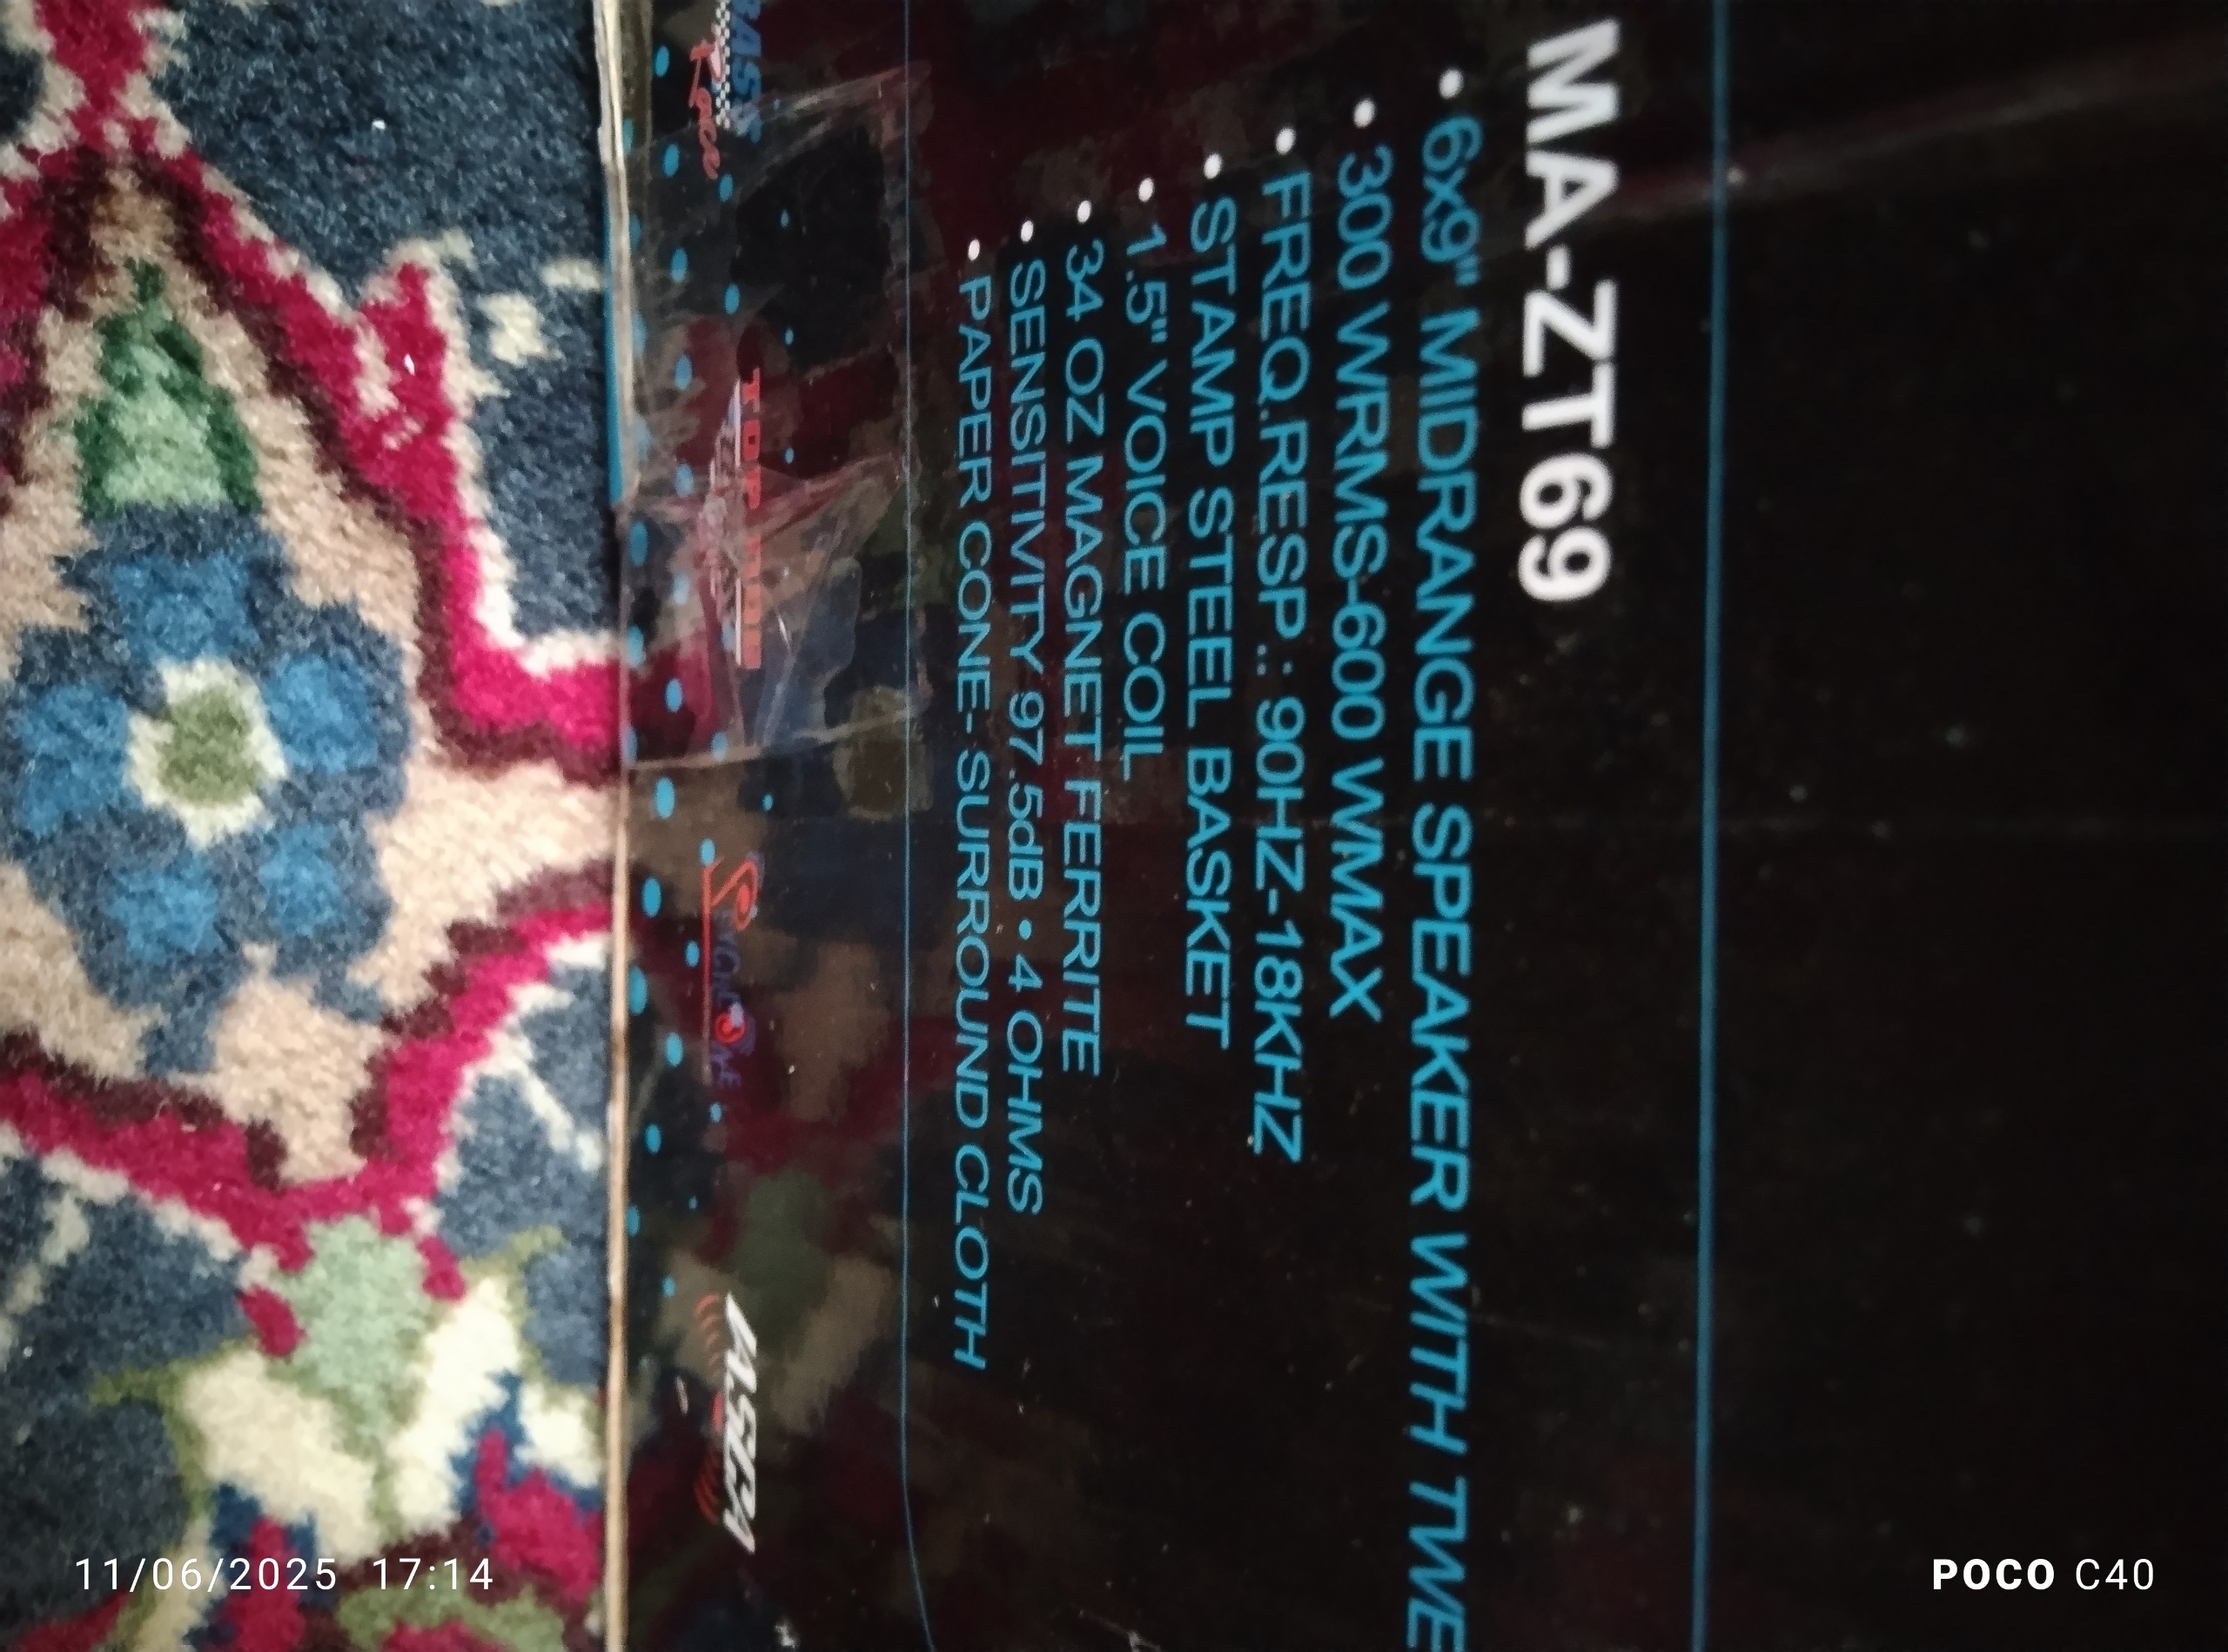 MA-ZT69
• 6x9" MIDRANGE SPEAKER WITH TWE
• 300 WRMS-600 WMAX
• FREQ.RESP.: 90HZ-18KHZ
• STAMP STEEL BASKET
• 1.5" VOICE COIL
• 34 OZ MAGNET FERRITE
• SENSITIVITY 97.5dB • 4 OHMS
• PAPER CONE- SURROUND CLOTH
BASS Race
11/06/2025 17:14
POCO C40